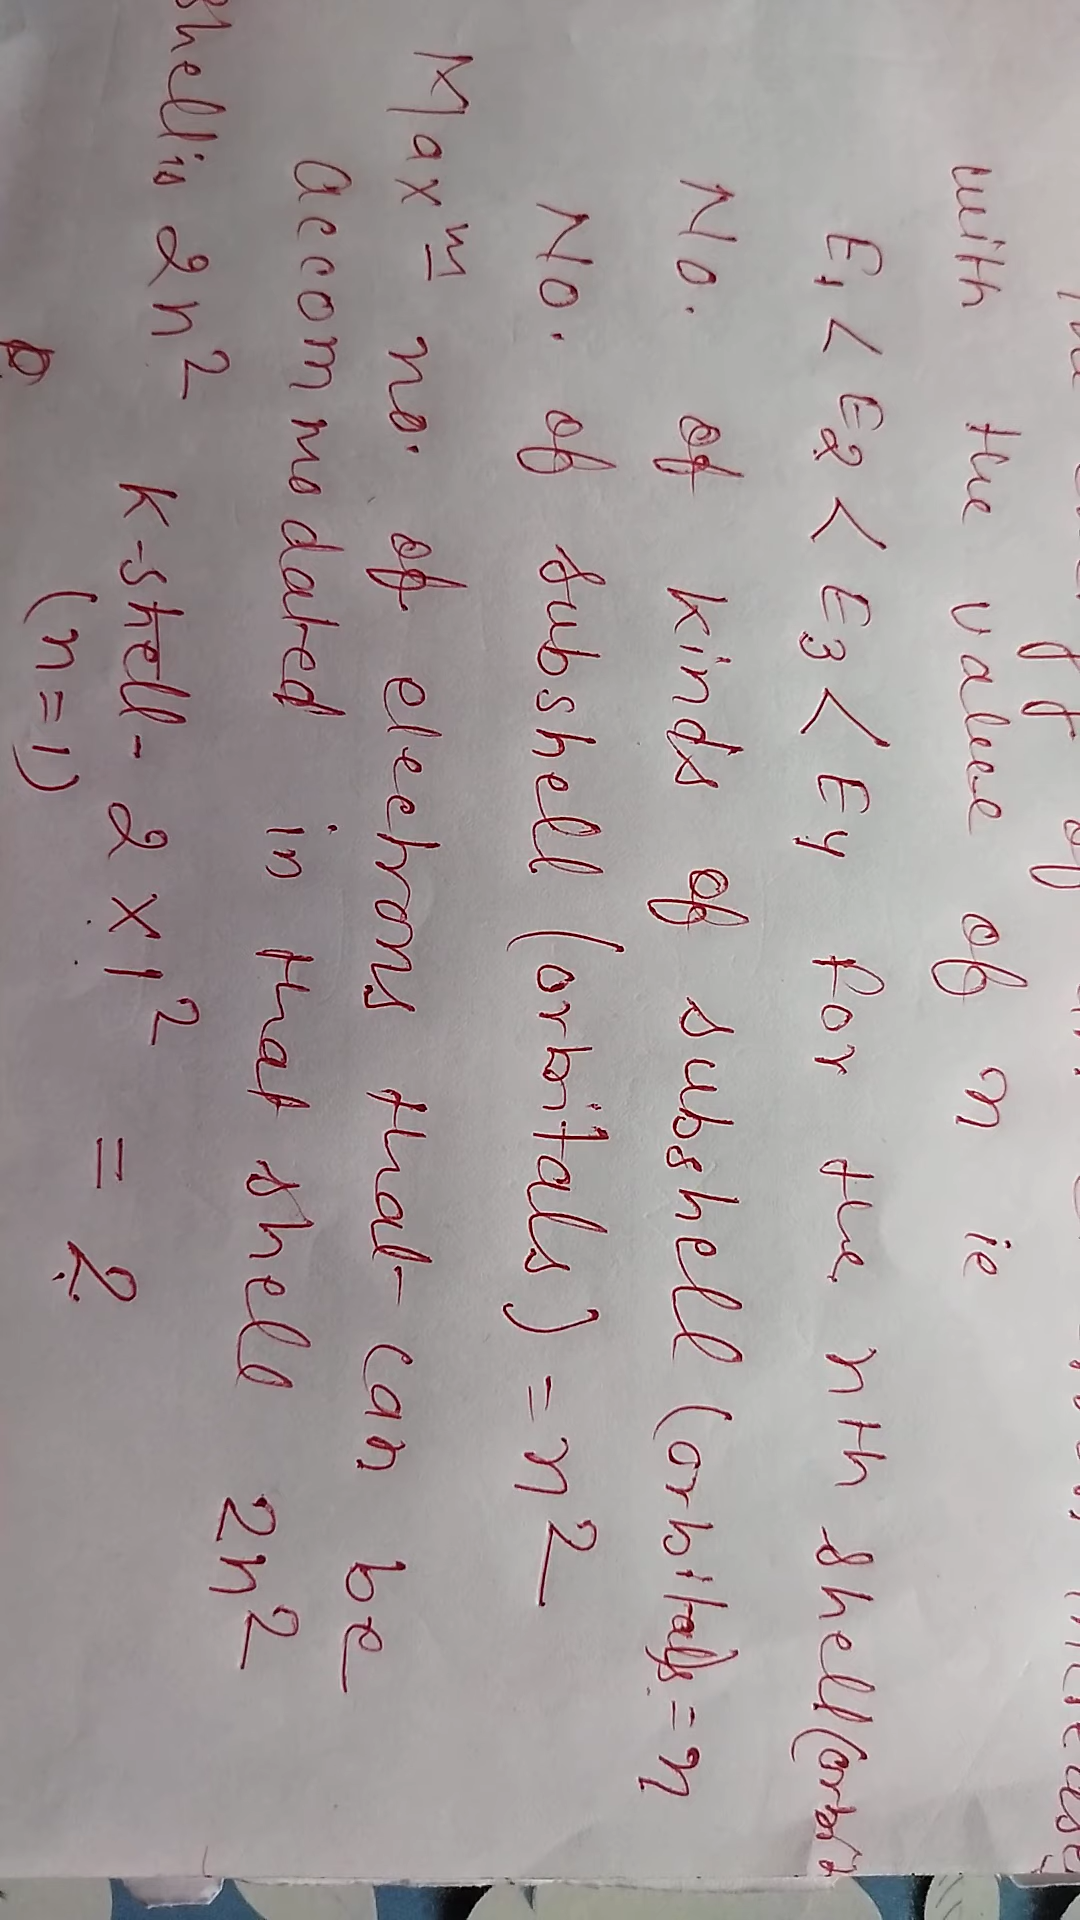 with the value of n ie
E1 < E2 < E3 < E4 for the nth shell (orbit
No. of kinds of subshell (orbitals = n
No. of subshell (orbitals) = n²
Maxᵐ no. of electrons that can be
accommodated in that shell 2n²
shell is 2n² K-shell - 2 × 1² = 2
(n=1)